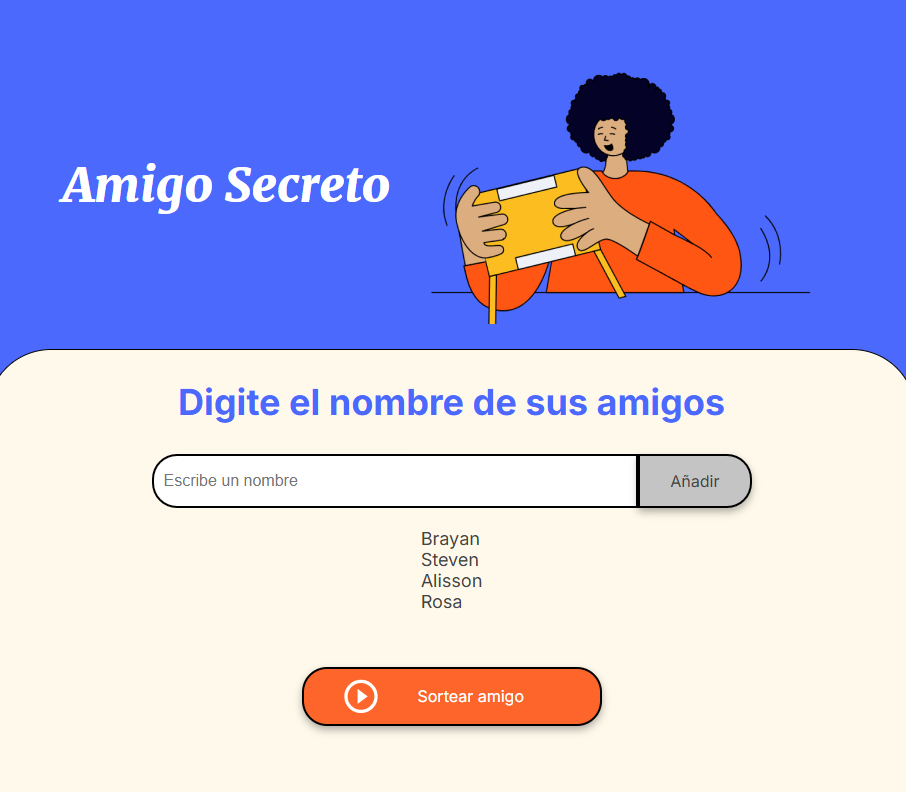 Amigo Secreto
Digite el nombre de sus amigos
Escribe un nombre
Añadir
Brayan
Steven
Alisson
Rosa
Sortear amigo